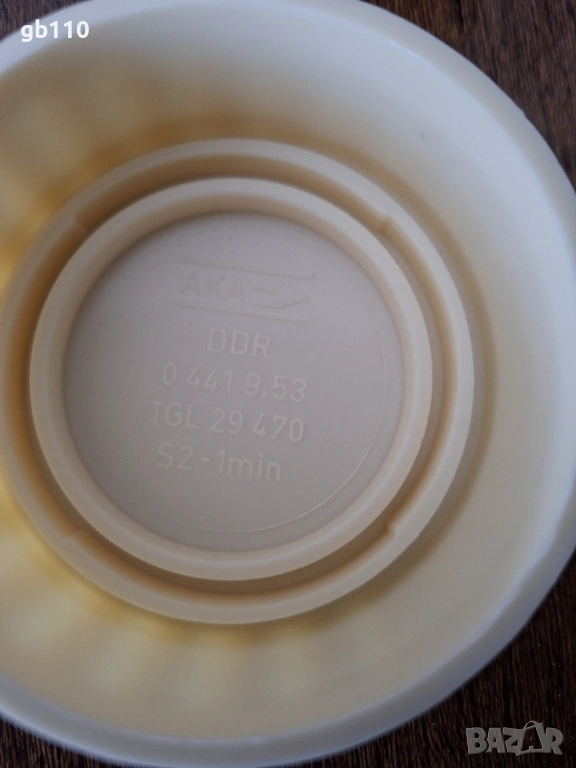 gb110
AKA
DDR
0 441 9.53
TGL 29 470
S2-1min
BAZAR